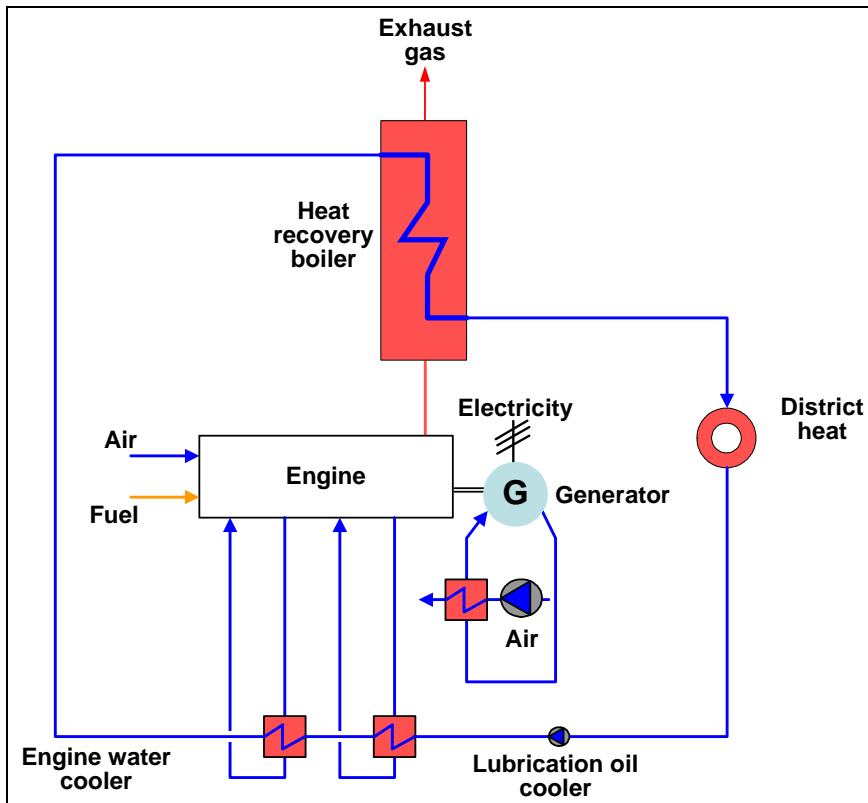 Exhaust
gas
Heat
recovery
boiler
Electricity
District
heat
Air
Engine
G
Generator
Fuel
Air
Engine water
cooler
Lubrication oil
cooler